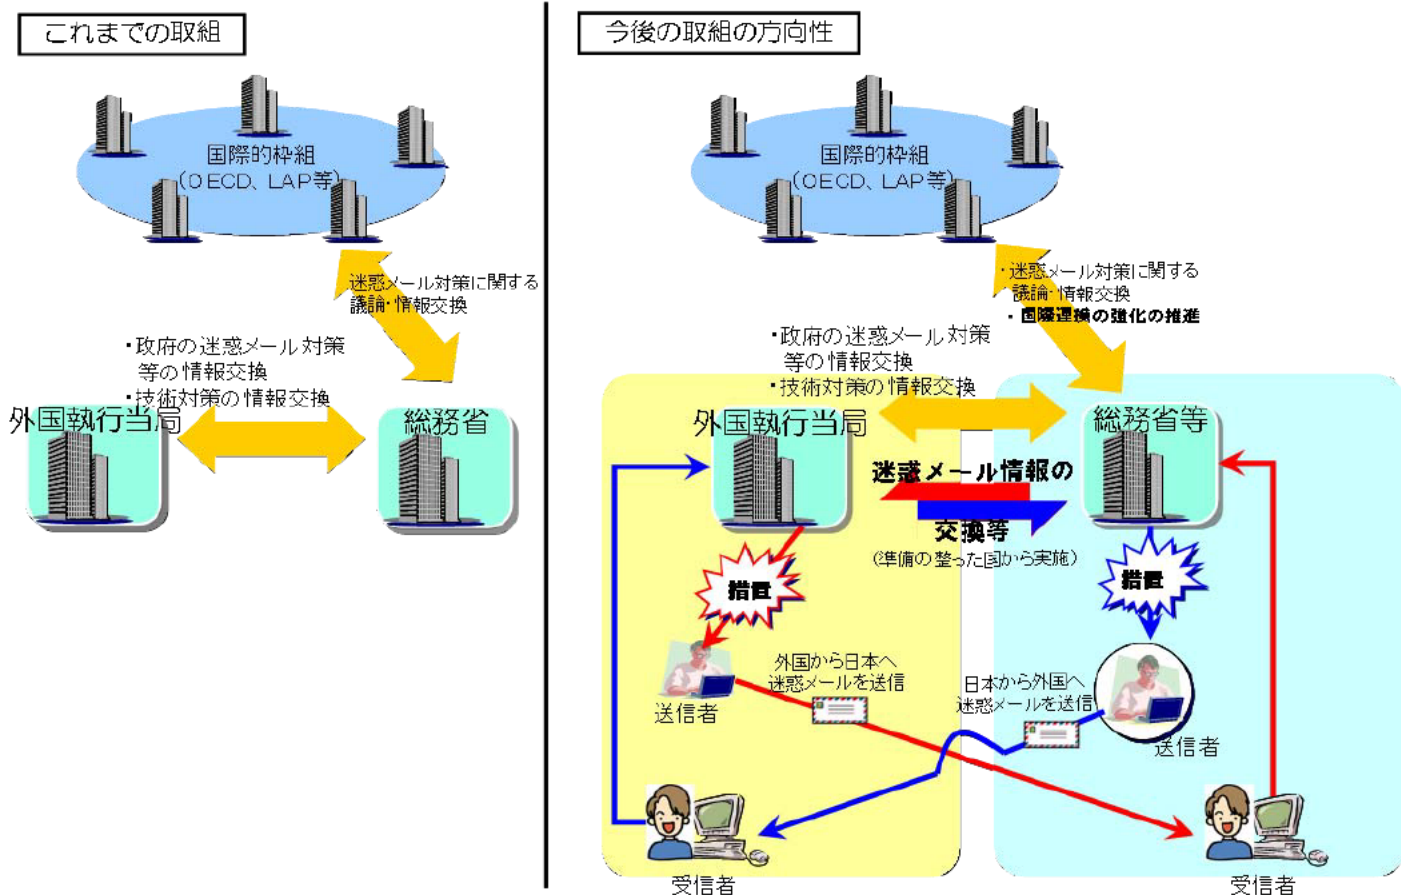 これまでの取組
国際的枠組
(OECD、LAP等)
迷惑メール対策に関する
議論・情報交換
・政府の迷惑メール対策
等の情報交換
・技術対策の情報交換
外国執行当局
総務省
今後の取組の方向性
国際的枠組
(OECD、LAP等)
・迷惑メール対策に関する
議論・情報交換
・国際連携の強化の推進
・政府の迷惑メール対策
等の情報交換
・技術対策の情報交換
外国執行当局
総務省等
迷惑メール情報の
交換等
(準備の整った国から実施)
措置
措置
外国から日本へ
迷惑メールを送信
送信者
日本から外国へ
迷惑メールを送信
送信者
受信者
受信者